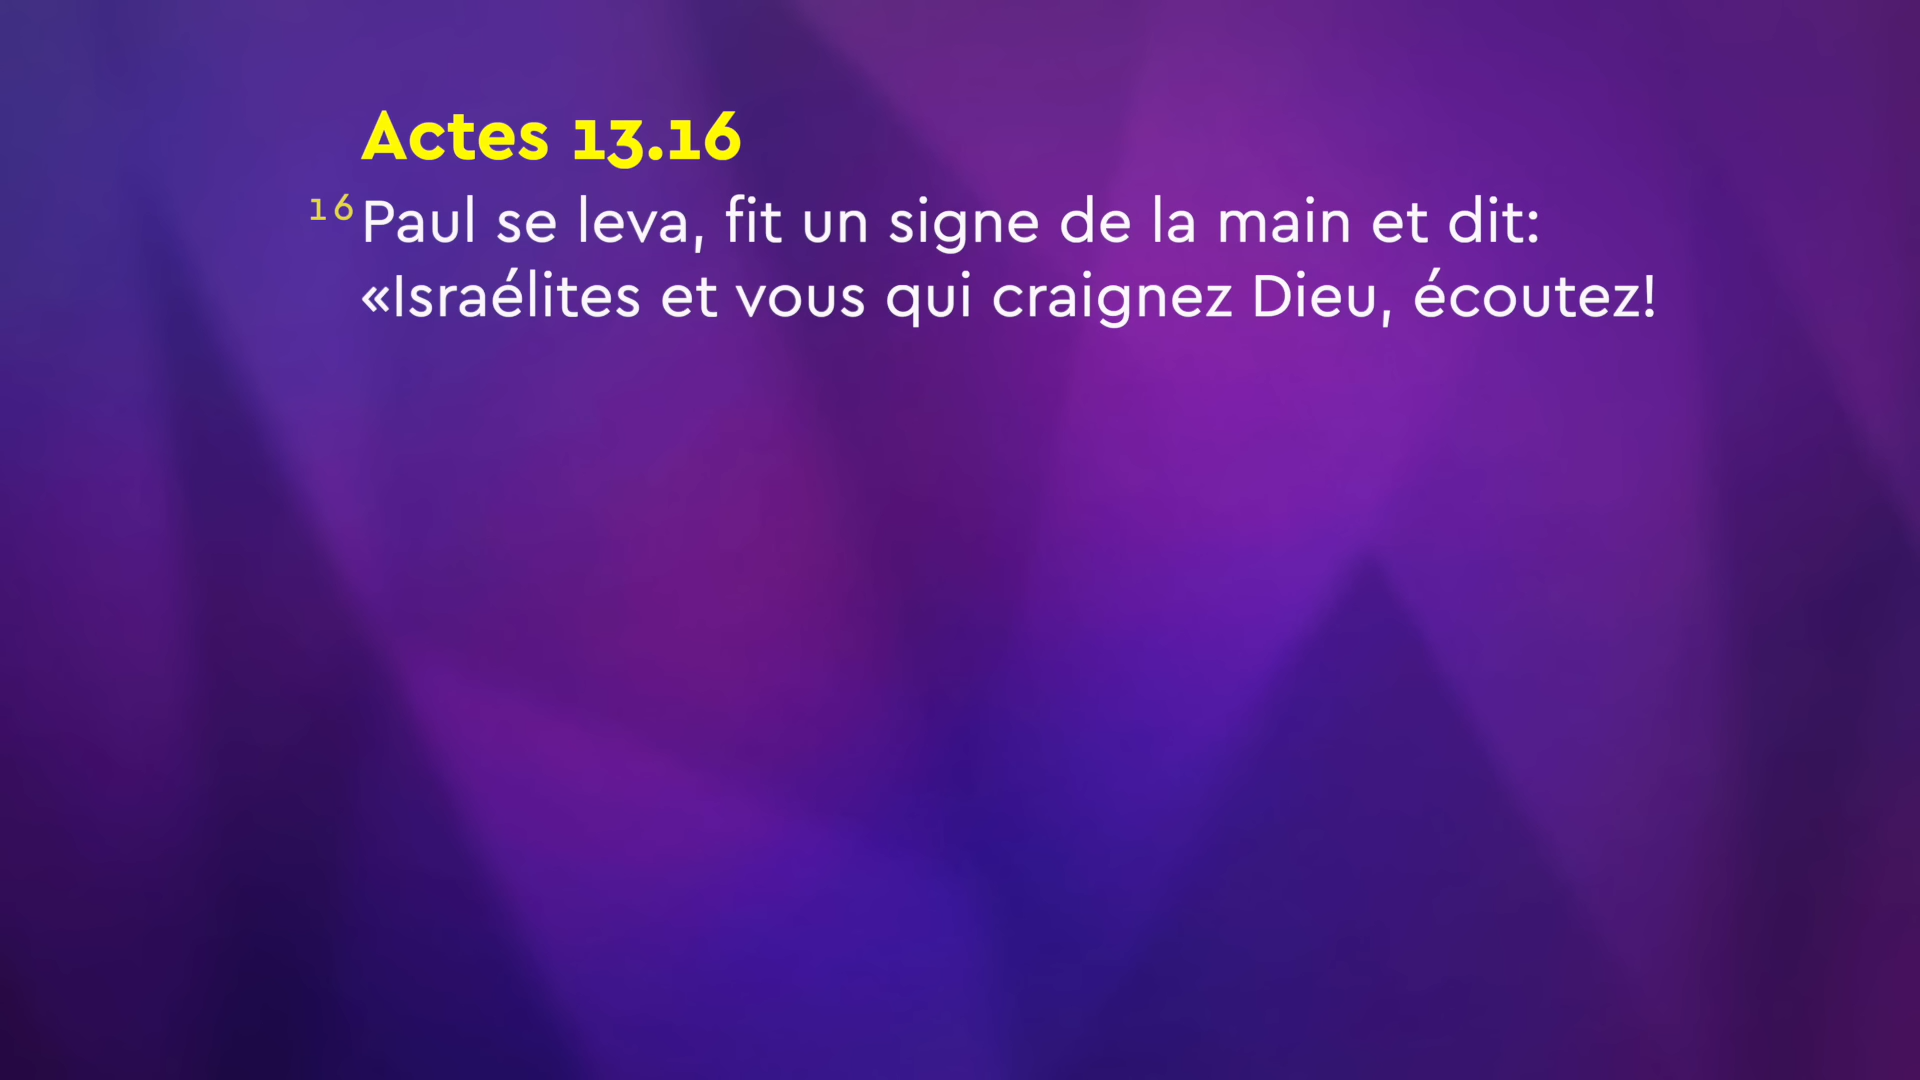 Actes 13.16
16 Paul se leva, fit un signe de la main et dit:
«Israélites et vous qui craignez Dieu, écoutez!